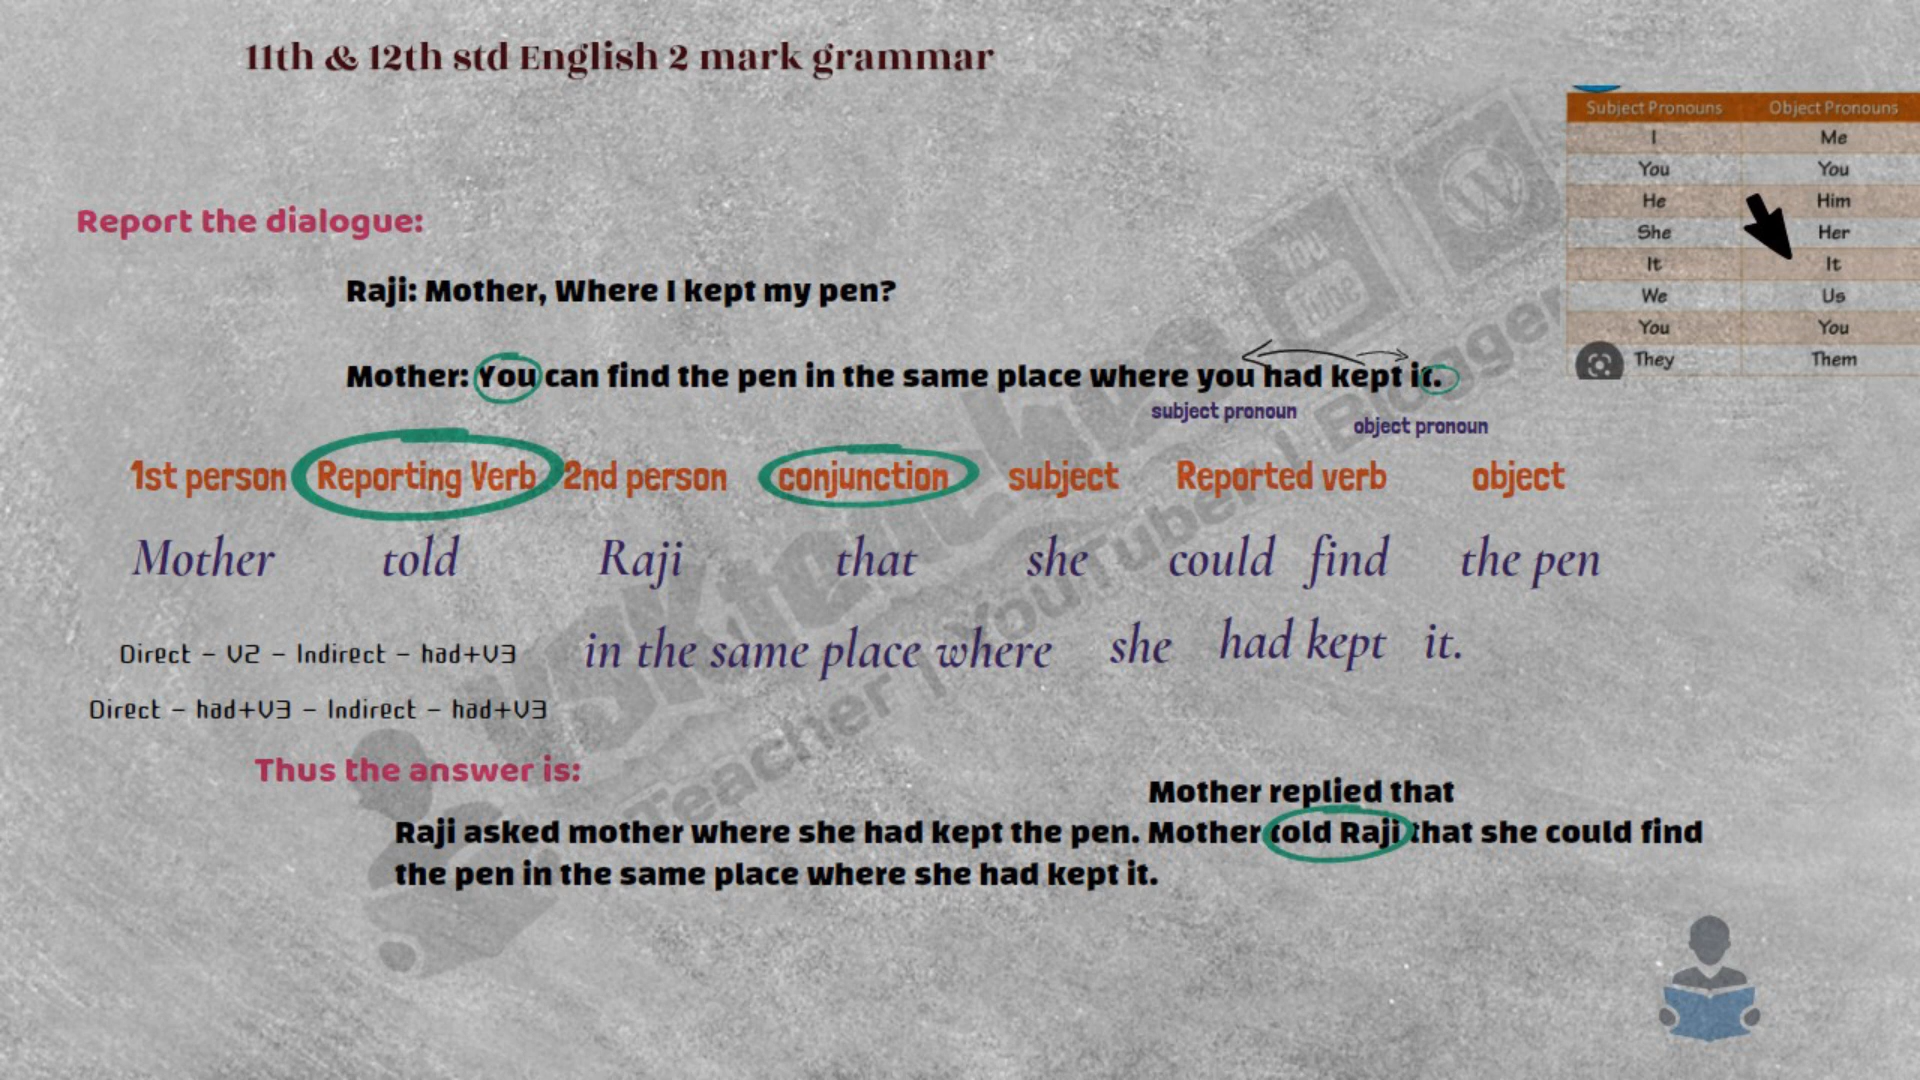 11th & 12th std English 2 mark grammar
Subject Pronouns Object Pronouns
I Me
You You
He Him
She Her
It It
We Us
You You
They Them
Report the dialogue:
Raji: Mother, Where I kept my pen?
Mother: You can find the pen in the same place where you had kept it.
subject pronoun
object pronoun
1st person Reporting Verb 2nd person conjunction subject Reported verb object
Mother told Raji that she could find the pen
in the same place where she had kept it.
Direct - V2 - Indirect - had+V3
Direct - had+V3 - Indirect - had+V3
Thus the answer is:
Mother replied that
Raji asked mother where she had kept the pen. Mother told Raji that she could find
the pen in the same place where she had kept it.
You
Tube
Teacher | YouTuber | Blogger